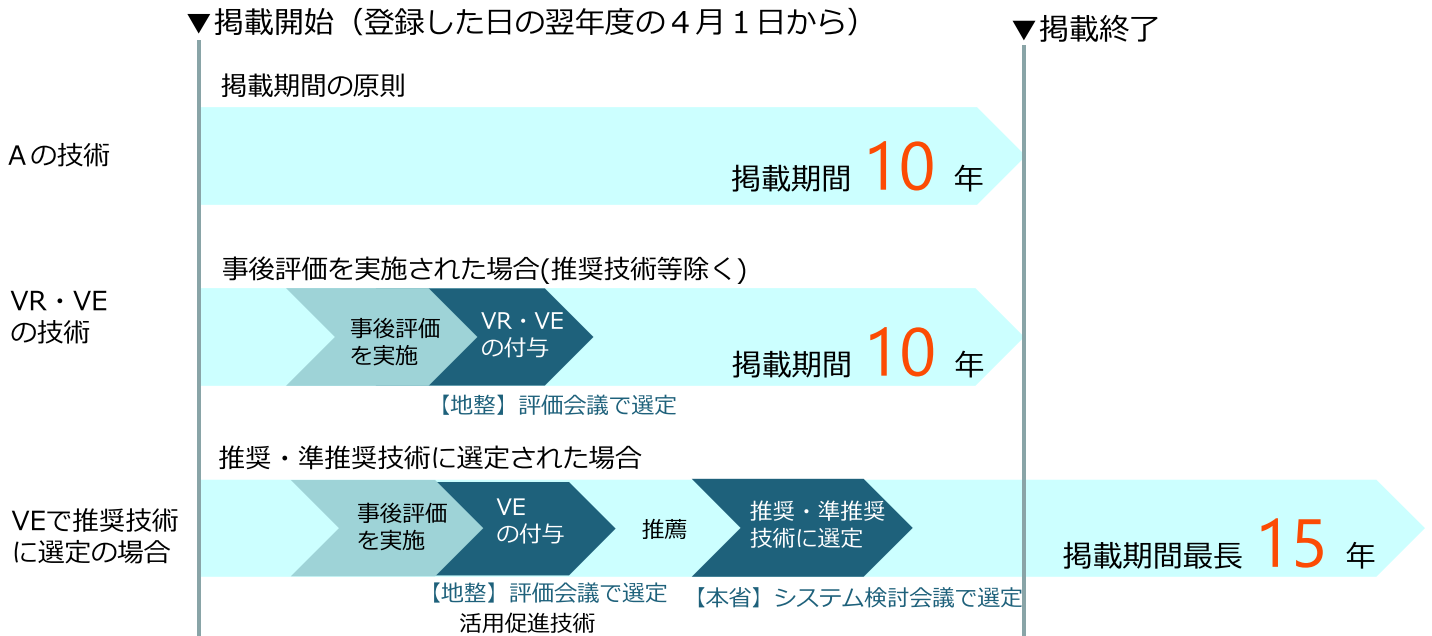 ▼掲載開始（登録した日の翌年度の４月１日から）
▼掲載終了
掲載期間の原則
Ａの技術
掲載期間 10 年
事後評価を実施された場合(推奨技術等除く)
VR・VE
の技術
事後評価
を実施
VR・VE
の付与
掲載期間 10 年
【地整】評価会議で選定
推奨・準推奨技術に選定された場合
VEで推奨技術
に選定の場合
事後評価
を実施
VE
の付与
推薦
推奨・準推奨
技術に選定
掲載期間最長 15 年
【地整】評価会議で選定
活用促進技術
【本省】システム検討会議で選定